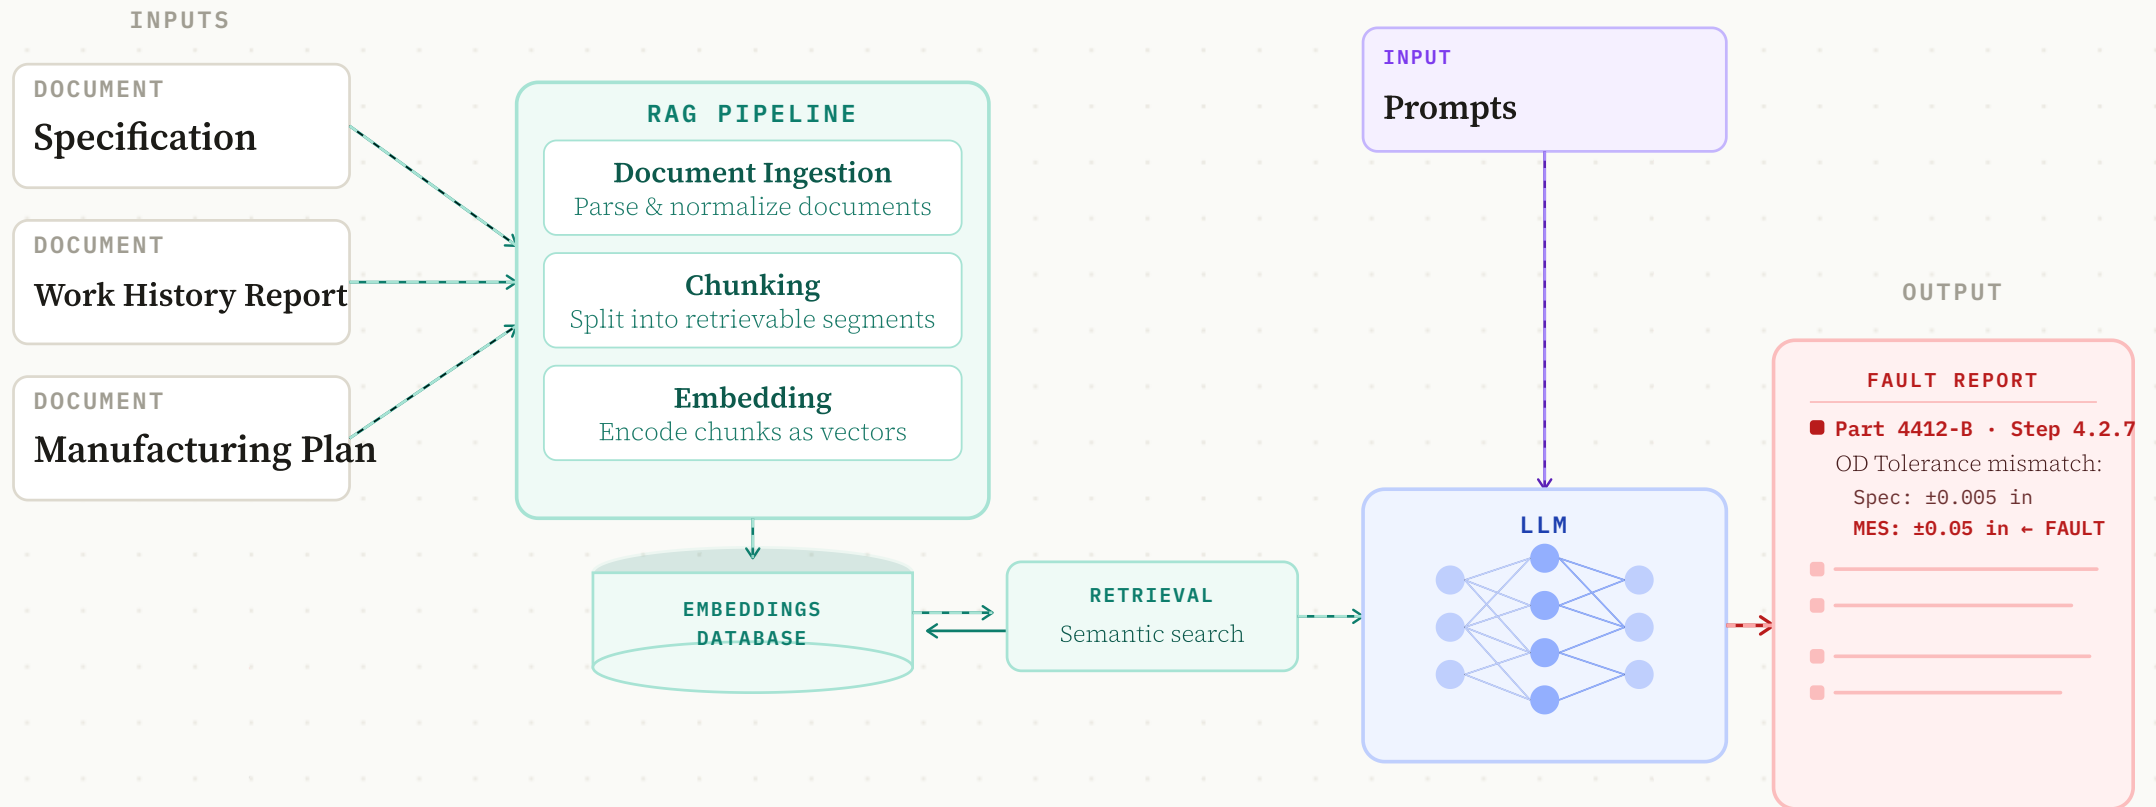 INPUTS
DOCUMENT
Specification
DOCUMENT
Work History Report
DOCUMENT
Manufacturing Plan
RAG PIPELINE
Document Ingestion
Parse & normalize documents
Chunking
Split into retrievable segments
Embedding
Encode chunks as vectors
EMBEDDINGS
DATABASE
RETRIEVAL
Semantic search
INPUT
Prompts
LLM
OUTPUT
FAULT REPORT
Part 4412-B · Step 4.2.7
OD Tolerance mismatch:
Spec: ±0.005 in
MES: ±0.05 in ← FAULT